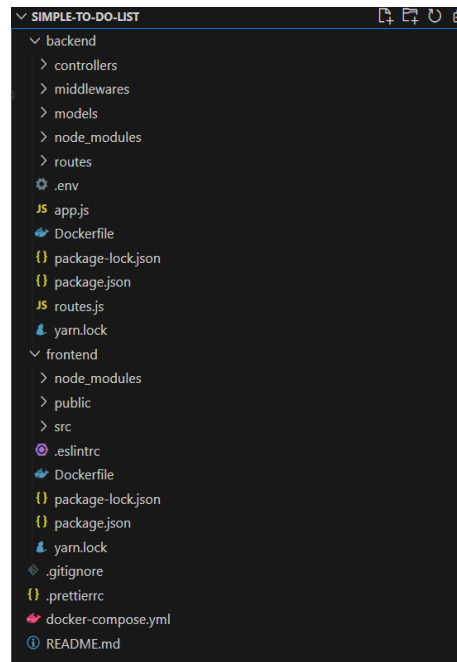 SIMPLE-TO-DO-LIST
backend
controllers
middlewares
models
node_modules
routes
.env
JS app.js
Dockerfile
{} package-lock.json
{} package.json
JS routes.js
yarn.lock
frontend
node_modules
public
src
.eslintrc
Dockerfile
{} package-lock.json
{} package.json
yarn.lock
.gitignore
{} .prettierrc
docker-compose.yml
README.md